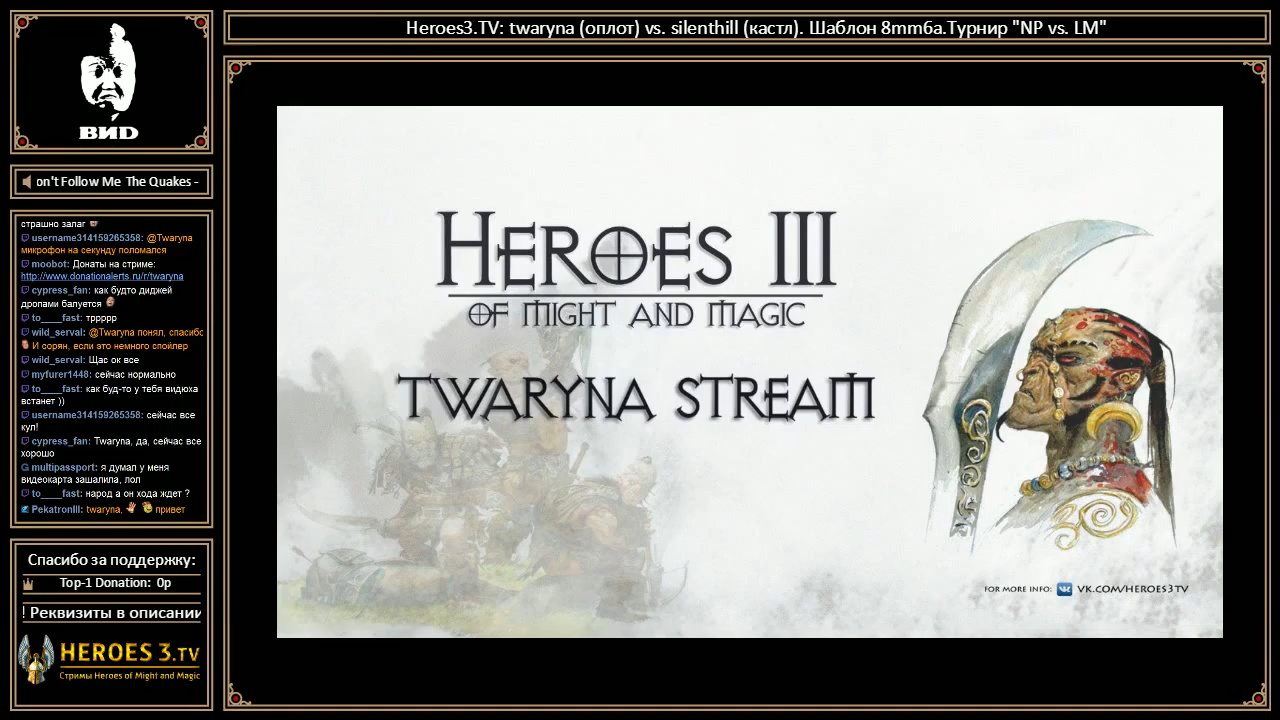 Heroes3.TV: twaryna (оплот) vs. silenthill (кастл). Шаблон 8mm6a.Турнир "NP vs. LM"
ВИD
on't Follow Me The Quakes -
страшно залаг
username314159265358: @Twaryna
микрофон на секунду поломался
moobot: Донаты на стриме:
http://www.donationalerts.ru/r/twaryna
cypress_fan: как будто диджей
дропами балуется
to____fast: тррррр
wild_serval: @Twaryna понял, спасибо
И сорян, если это немного спойлер
wild_serval: Щас ок все
myfurer1448: сейчас нормально
to____fast: как буд-то у тебя видюха
встанет ))
username314159265358: сейчас все
кул!
cypress_fan: Twaryna, да, сейчас все
хорошо
multipassport: я думал у меня
видеокарта зашалила, лол
to____fast: народ а он хода ждет ?
PekatronIII: twaryna, привет
Спасибо за поддержку:
Top-1 Donation: 0р
! Реквизиты в описании
HEROES 3.TV
Стримы Heroes of Might and Magic
HEROES III
OF MIGHT AND MAGIC
TWARYNA STREAM
FOR MORE INFO: VK.COM/HEROES3TV